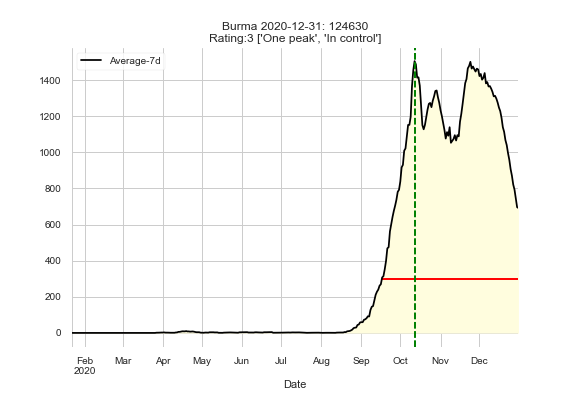 Burma 2020-12-31: 124630
Rating:3 ['One peak', 'In control']
Average-7d
1400
1200
1000
800
600
400
200
0
Feb Mar Apr May Jun Jul Aug Sep Oct Nov Dec
2020
Date